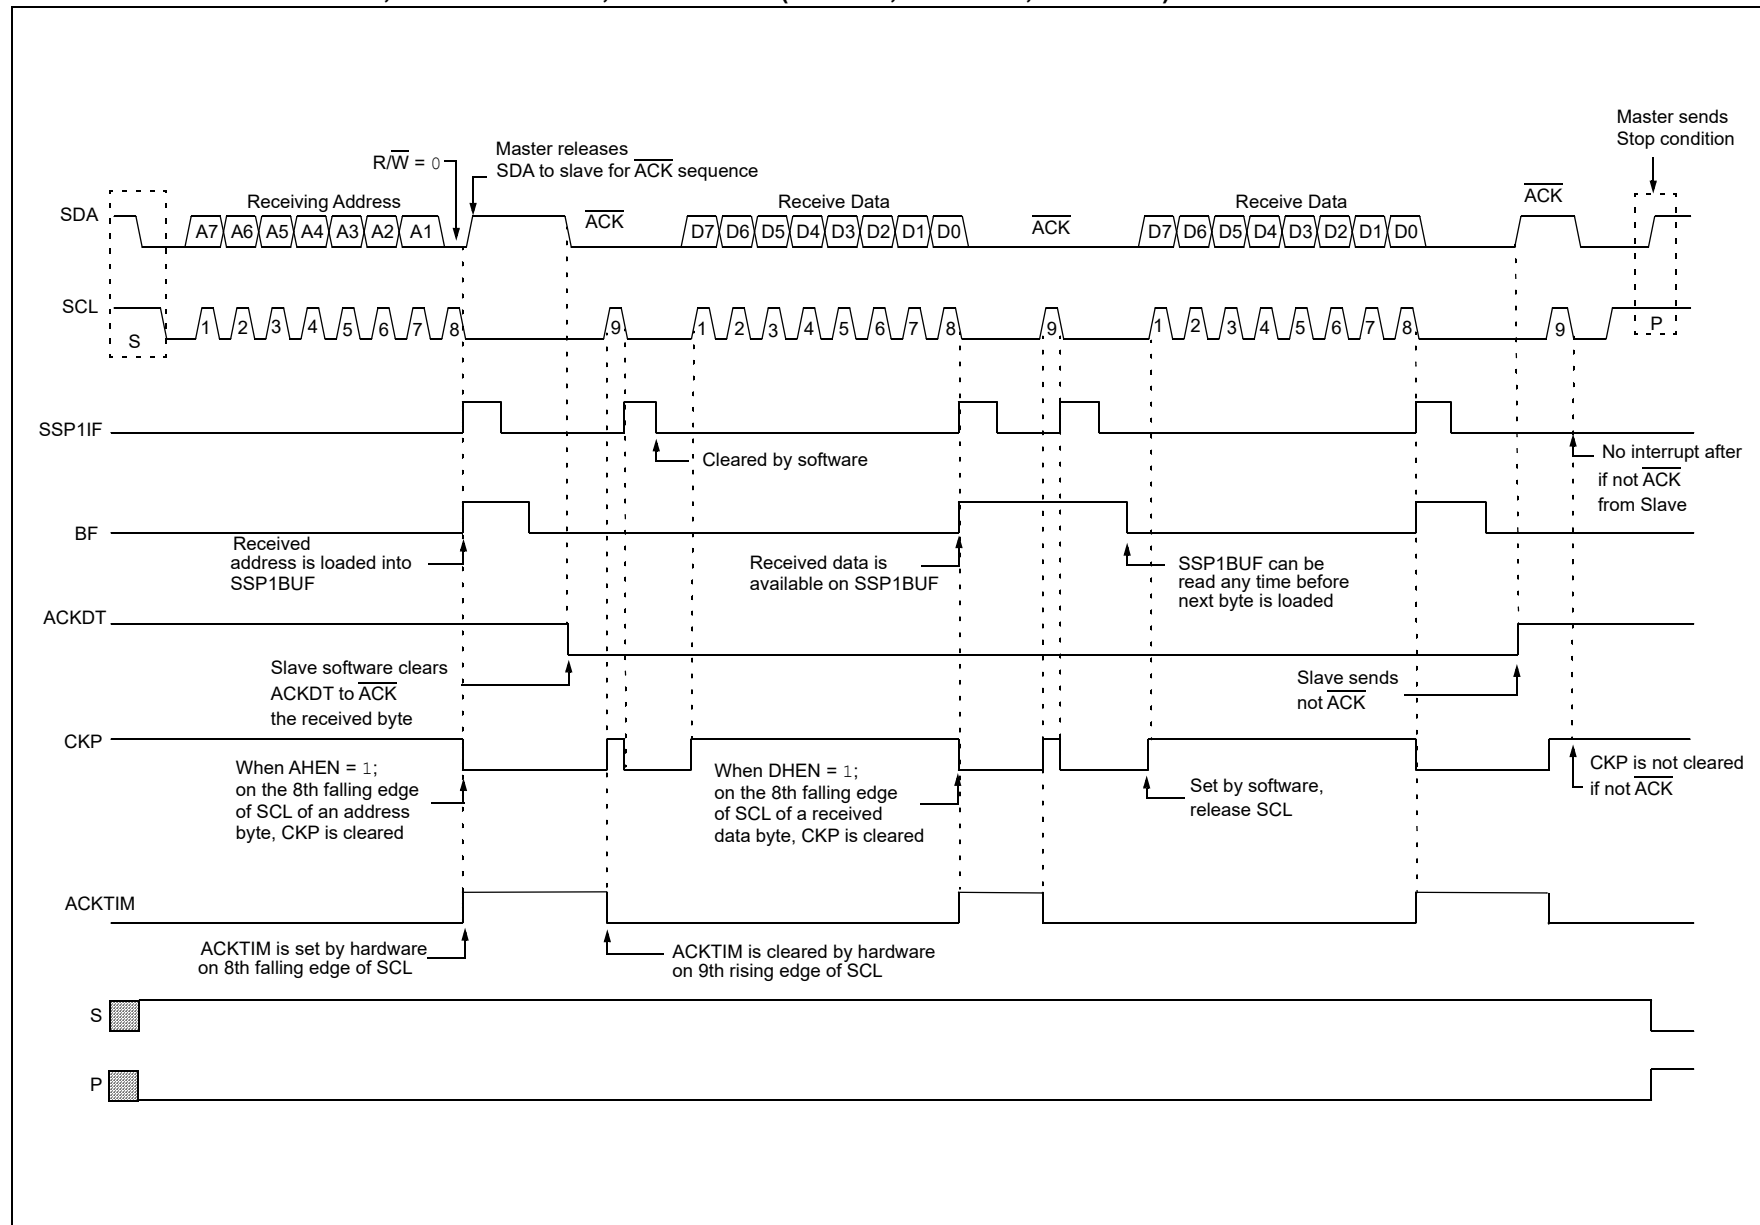 Master sends
Stop condition
Master releases
SDA to slave for ACK sequence
R/W = 0
Receiving Address
ACK
Receive Data
ACK
Receive Data
ACK
SDA
A7 A6 A5 A4 A3 A2 A1
D7 D6 D5 D4 D3 D2 D1 D0
D7 D6 D5 D4 D3 D2 D1 D0
SCL
S
1 2 3 4 5 6 7 8
9
1 2 3 4 5 6 7 8
9
1 2 3 4 5 6 7 8
9
P
SSP1IF
Cleared by software
No interrupt after
if not ACK
from Slave
BF
Received
address is loaded into
SSP1BUF
Received data is
available on SSP1BUF
SSP1BUF can be
read any time before
next byte is loaded
ACKDT
Slave software clears
ACKDT to ACK
the received byte
Slave sends
not ACK
CKP
When AHEN = 1;
on the 8th falling edge
of SCL of an address
byte, CKP is cleared
When DHEN = 1;
on the 8th falling edge
of SCL of a received
data byte, CKP is cleared
Set by software,
release SCL
CKP is not cleared
if not ACK
ACKTIM
ACKTIM is set by hardware
on 8th falling edge of SCL
ACKTIM is cleared by hardware
on 9th rising edge of SCL
S
P